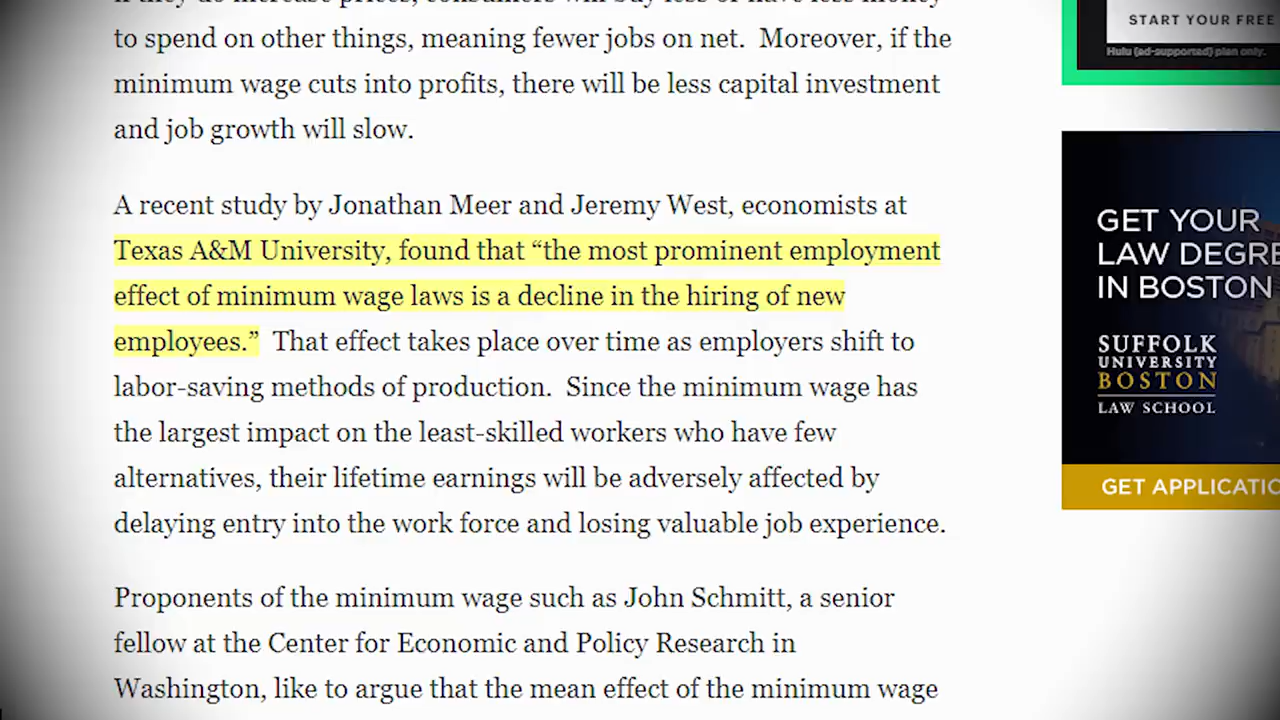 to spend on other things, meaning fewer jobs on net.  Moreover, if the
minimum wage cuts into profits, there will be less capital investment
and job growth will slow.
A recent study by Jonathan Meer and Jeremy West, economists at
Texas A&M University, found that “the most prominent employment
effect of minimum wage laws is a decline in the hiring of new
employees.”  That effect takes place over time as employers shift to
labor-saving methods of production.  Since the minimum wage has
the largest impact on the least-skilled workers who have few
alternatives, their lifetime earnings will be adversely affected by
delaying entry into the work force and losing valuable job experience.
Proponents of the minimum wage such as John Schmitt, a senior
fellow at the Center for Economic and Policy Research in
Washington, like to argue that the mean effect of the minimum wage
START YOUR FREE
Hulu (ad-supported) plan only.
GET YOUR
LAW DEGRE
IN BOSTON
SUFFOLK
UNIVERSITY
BOSTON
LAW SCHOOL
GET APPLICATIO